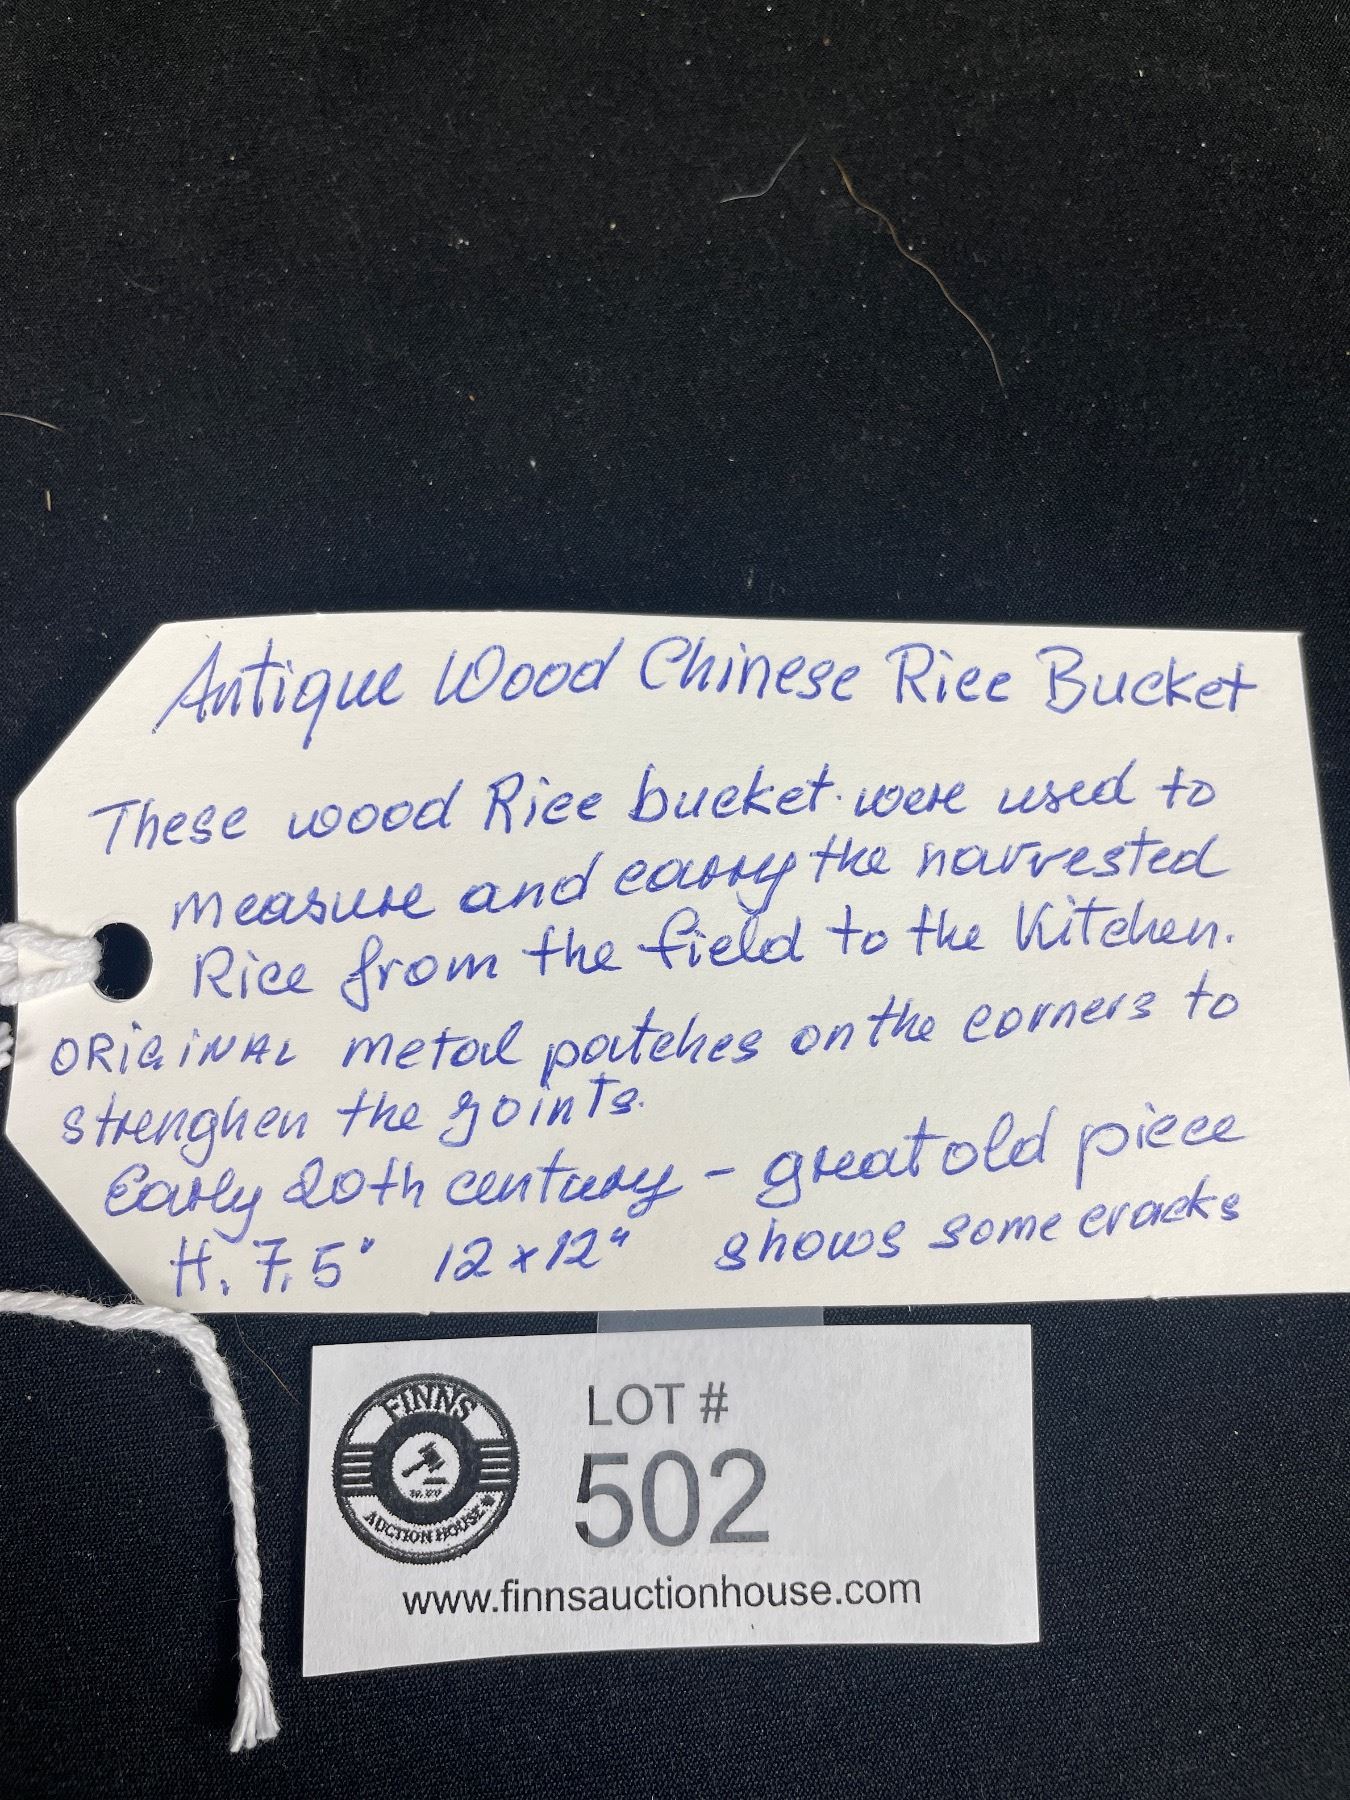 Antique Wood Chinese Rice Bucket
These wood Rice bucket were used to
measure and carry the harvested
Rice from the field to the Kitchen.
ORiGiNAL metal patches on the corners to
strenghen the joints.
Early 20th century - great old piece
H. 7,5" 12 x 12" shows some cracks
FINNS
AUCTION HOUSE
LOT #
502
www.finnsauctionhouse.com